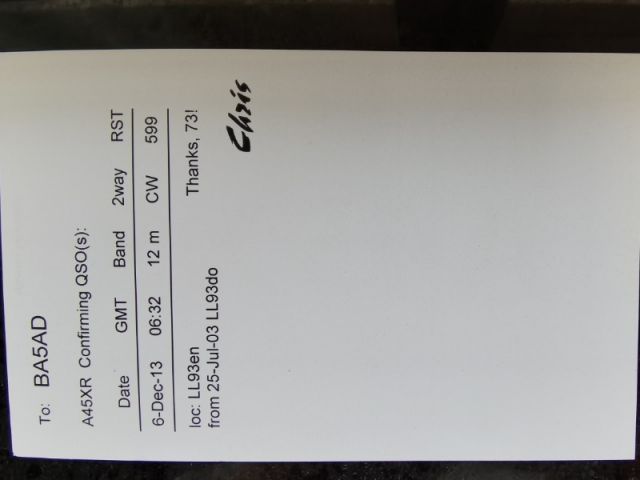 To: BA5AD
A45XR Confirming QSO(s):
Date GMT Band 2way RST
6-Dec-13 06:32 12 m CW 599
loc: LL93en Thanks, 73!
from 25-Jul-03 LL93do
Chris